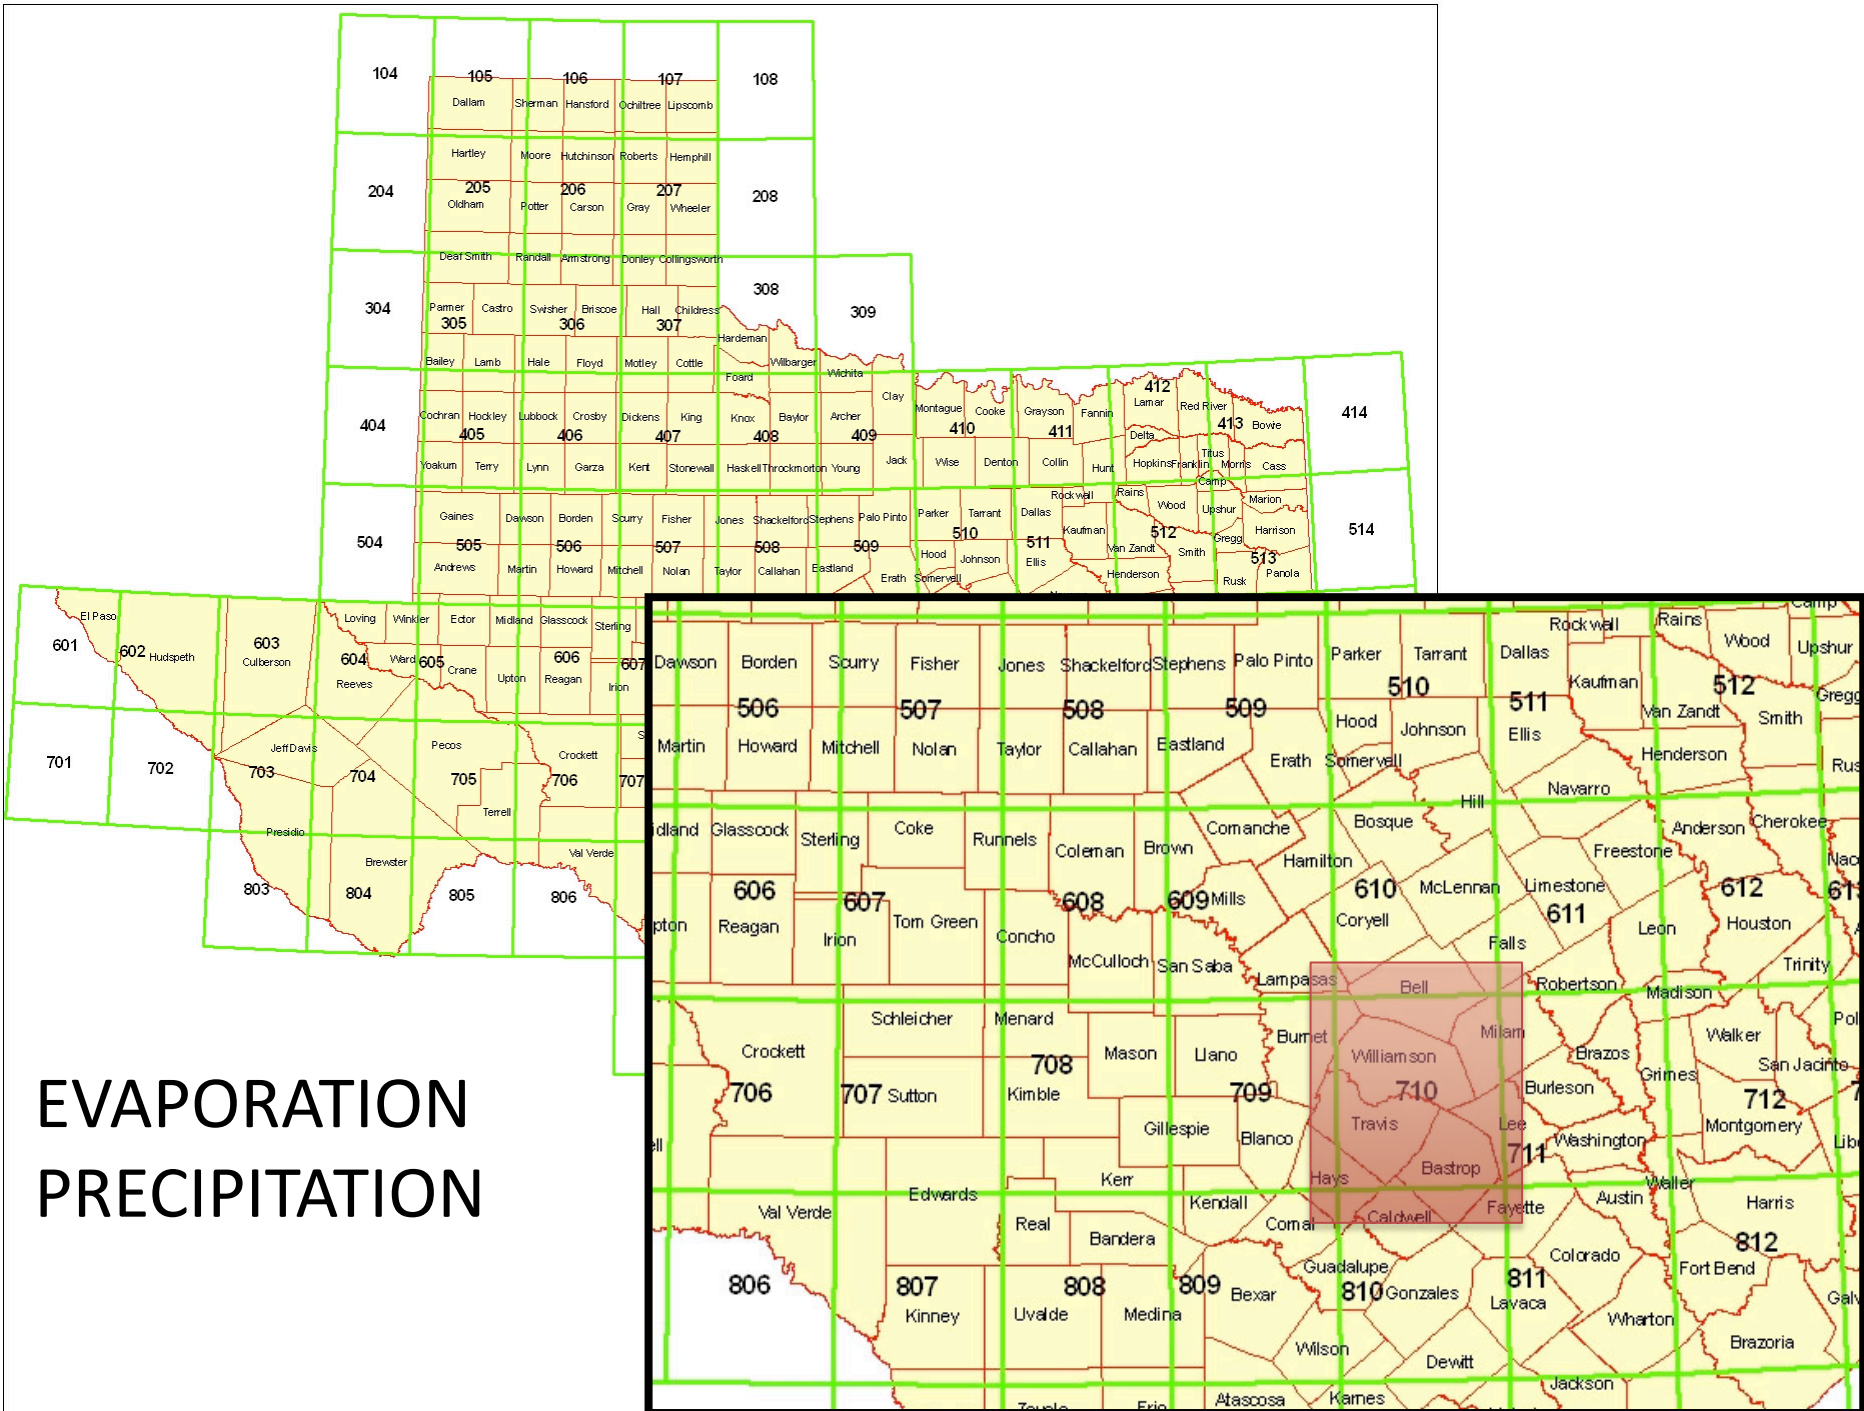 104 105 106 107 108
Dallam Sherman Hansford Ochiltree Lipscomb
Hartley Moore Hutchinson Roberts Hemphill
204 205 206 207 208
Oldham Potter Carson Gray Wheeler
Deaf Smith Randall Armstrong Donley Collingsworth
308
Parmer Castro Swisher Briscoe Hall Childress
304 305 306 307 309
Hardeman
Bailey Lamb Hale Floyd Motley Cottle Wilbarger
Foard Wichita
Clay 412
Lamar Red River
Cochran Hockley Lubbock Crosby Dickens King Knox Baylor Archer Montague Cooke Grayson Fannin 414
404 405 406 407 408 409 410 411 Delta 413 Bowie
Yoakum Terry Lynn Garza Kent Stonewall Haskell Throckmorton Young Jack Wise Denton Collin Hunt Hopkins Franklin Titus Morris Cass
Camp
Rockwall Rains Wood Upshur Marion
Gaines Dawson Borden Scurry Fisher Jones Shackelford Stephens Palo Pinto Parker Tarrant Dallas
Kaufman Harrison
504 505 506 507 508 509 510 511 512 Gregg 514
Van Zandt Smith 513
Andrews Martin Howard Mitchell Nolan Taylor Callahan Eastland Erath Hood Somervell Johnson Ellis Henderson Rusk Panola
El Paso Loving Winkler Ector Midland Glasscock Sterling
601 602 Hudspeth 603 Culberson 604 Ward 605 Crane 606 607
Reeves Upton Reagan Irion
Jeff Davis Pecos Crockett S
701 702 703 704 705 706 707
Terrell
Presidio Brewster Val Verde
803 804 805 806
EVAPORATION
PRECIPITATION
Camp
Rockwall Rains Wood Upshur
Dawson Borden Scurry Fisher Jones Shackelford Stephens Palo Pinto Parker Tarrant Dallas
Kaufman
506 507 508 509 510 511 512 Gregg
Van Zandt Smith
Martin Howard Mitchell Nolan Taylor Callahan Eastland Hood Johnson Ellis
Erath Somervell Henderson Rus
Hill Navarro
idland Glasscock Sterling Coke Runnels Coleman Brown Comanche Bosque Anderson Cherokee
Hamilton Freestone Nac
606 607 608 609 Mills 610 McLennan Limestone 611 612 613
pton Reagan Irion Tom Green Concho Coryell Falls Leon Houston
McCulloch San Saba Lampasas Bell Robertson Madison Trinity
Schleicher Menard Burnet Milam Walker Pol
Crockett Mason Llano Williamson Brazos San Jacinto
708 Grimes
706 707 Sutton Kimble 709 710 Burleson 712 7
Gillespie Blanco Travis Lee Washington Montgomery Libe
ell 711
Kerr Hays Bastrop Waller
Edwards Kendall Fayette Austin Harris
Val Verde Real Comal Caldwell
Bandera Colorado 812
Guadalupe Fort Bend
806 807 808 809 Bexar 810 Gonzales 811 Galv
Kinney Uvalde Medina Lavaca Wharton
Wilson Dewitt Brazoria
Atascosa Karnes Jackson